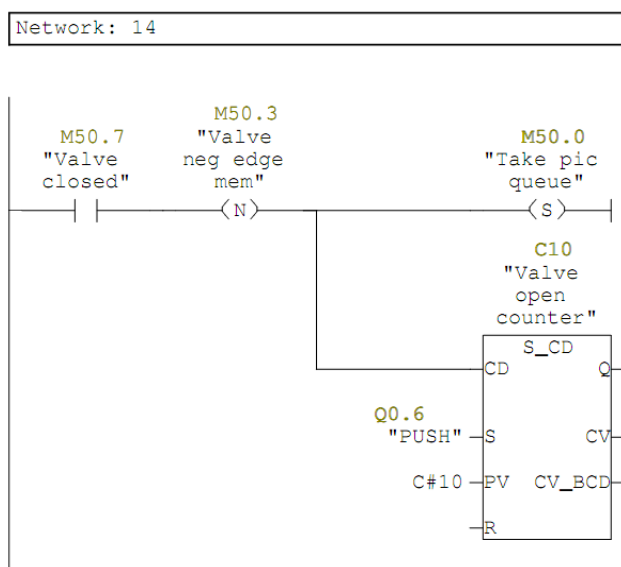 Network: 14
M50.3
M50.7
"Valve
M50.0
"Valve
neg edge
"Take pic
closed"
mem"
queue"
(N)
(S)
C10
"Valve
open
counter"
S_CD
CD
Q
Q0.6
"PUSH"
S
CV
C#10
PV
CV_BCD
R